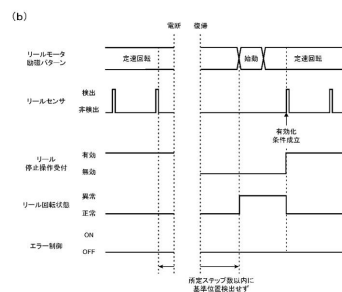 (b)
電断 復帰
リールモータ
励磁パターン
定速回転 始動 定速回転
リールセンサ
検出
非検出
有効化
条件成立
リール
停止操作受付
有効
無効
リール回転状態
異常
正常
エラー制御
ON
OFF
所定ステップ数以内に
基準位置検出せず